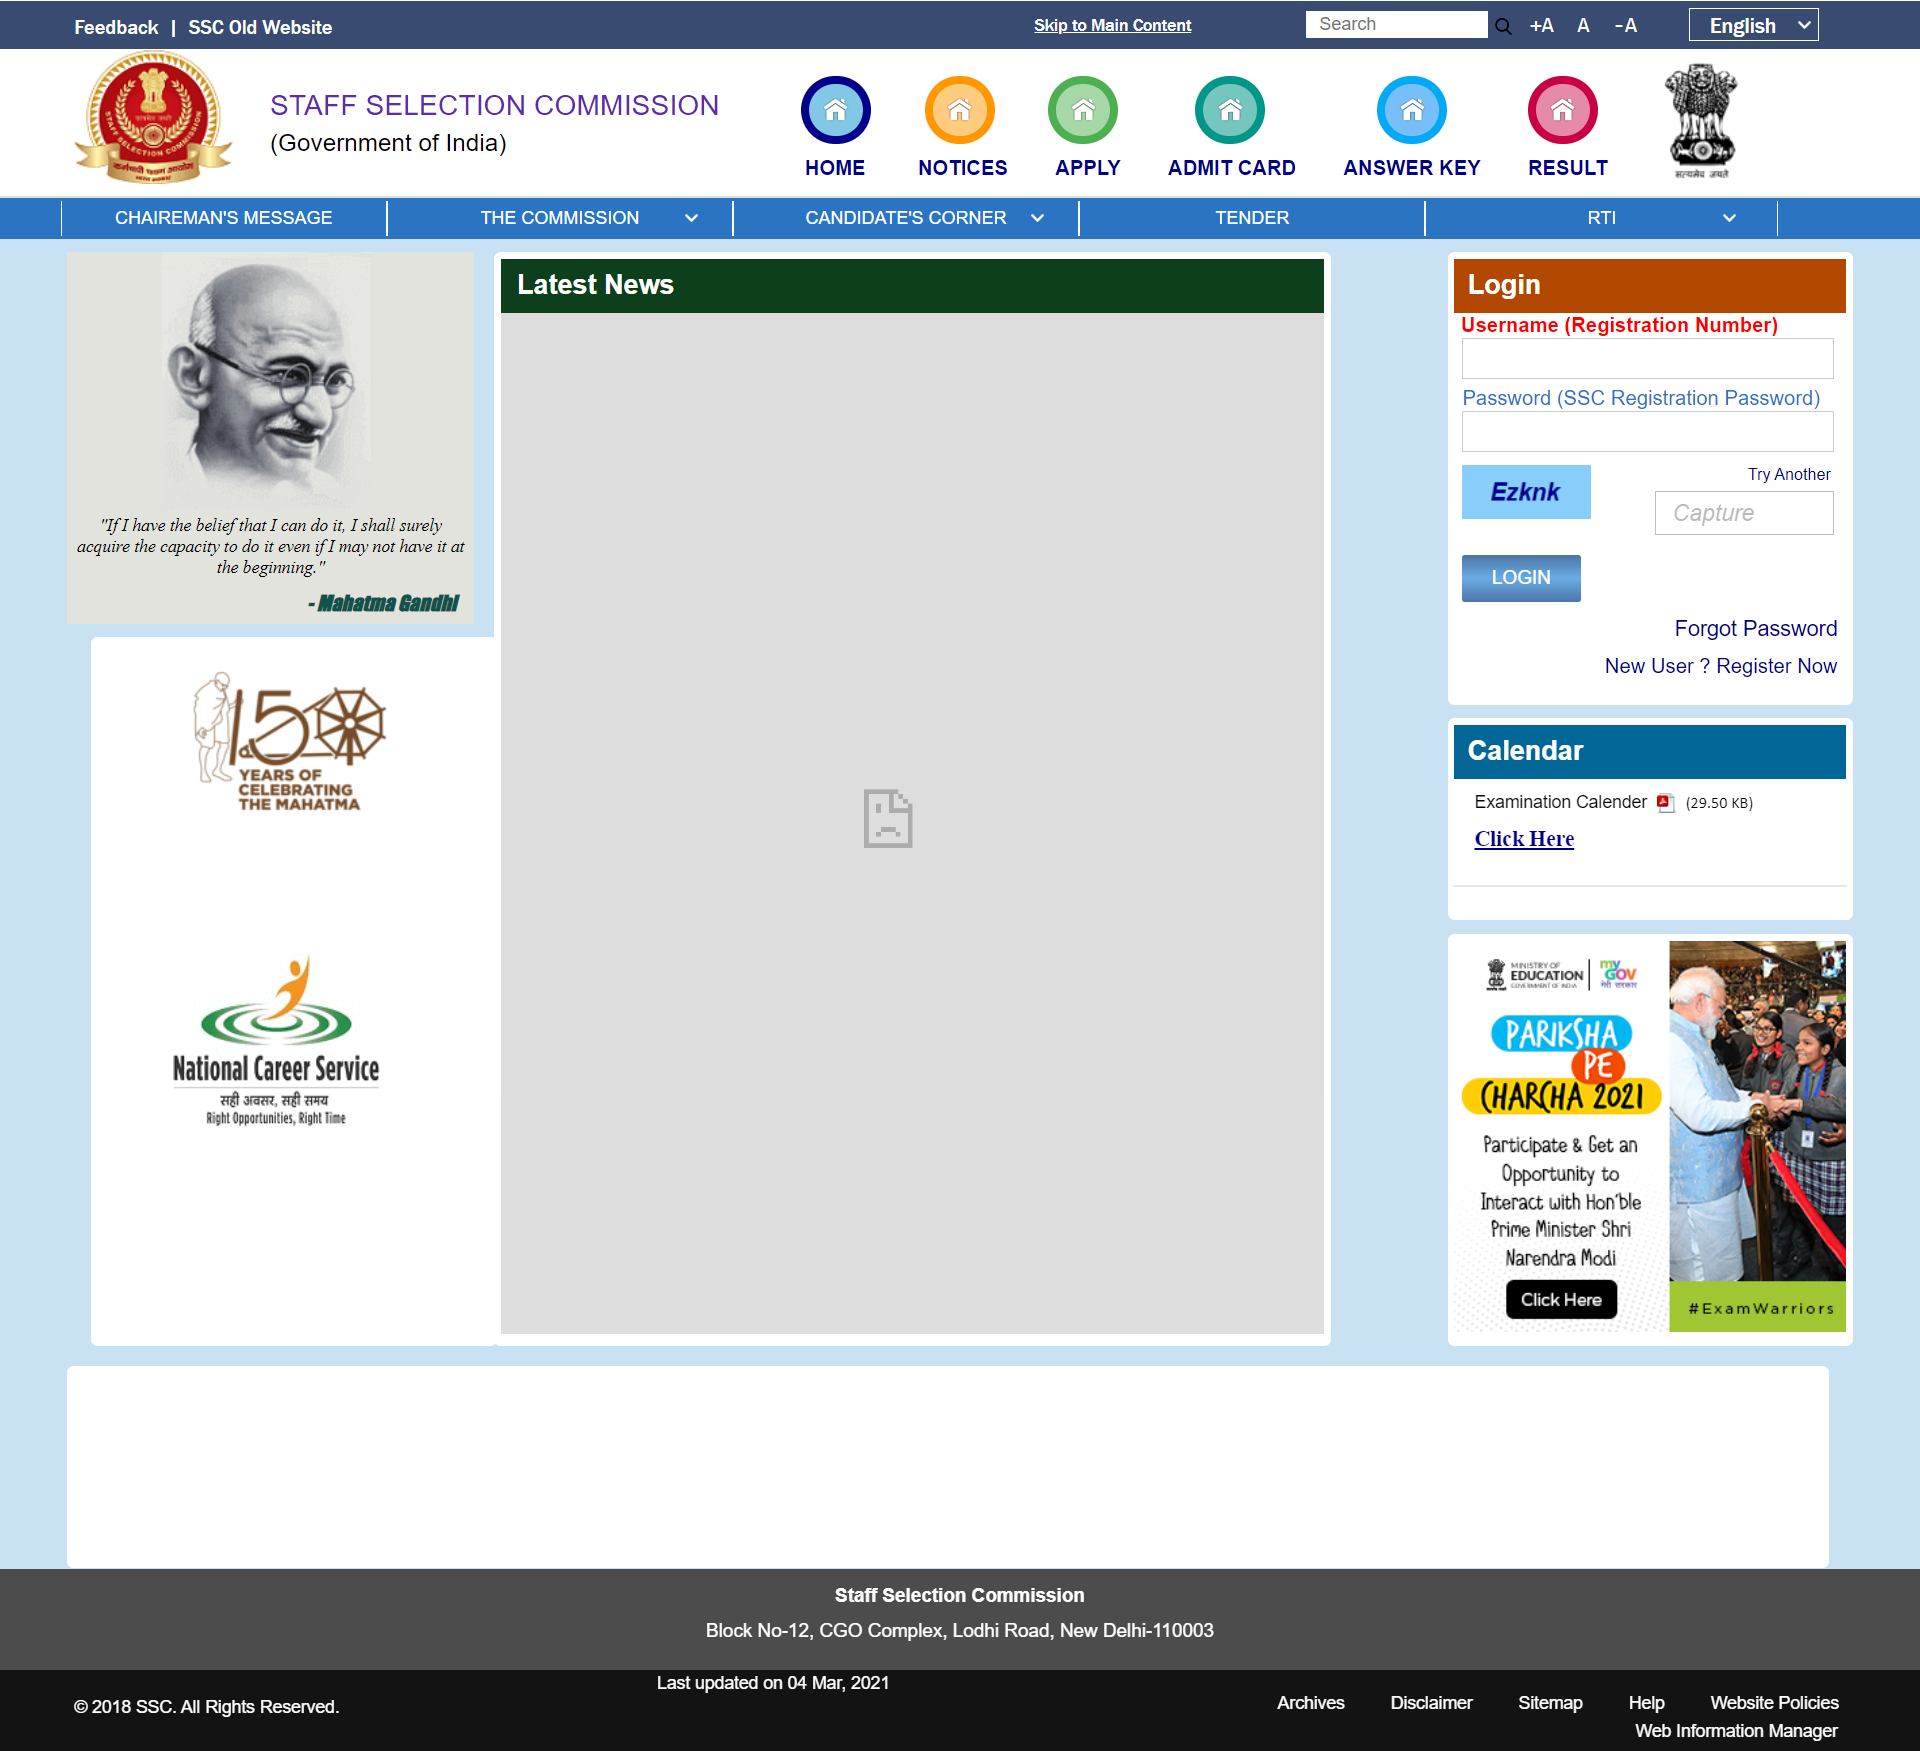 Feedback | SSC Old Website
Skip to Main Content
Search
+A A -A
English
STAFF SELECTION COMMISSION
(Government of India)
HOME
NOTICES
APPLY
ADMIT CARD
ANSWER KEY
RESULT
सत्यमेव जयते
CHAIREMAN'S MESSAGE
THE COMMISSION
CANDIDATE'S CORNER
TENDER
RTI
"If I have the belief that I can do it, I shall surely
acquire the capacity to do it even if I may not have it at
the beginning."
- Mahatma Gandhi
150
YEARS OF
CELEBRATING
THE MAHATMA
National Career Service
सही अवसर, सही समय
Right Opportunities, Right Time
Latest News
Login
Username (Registration Number)
Password (SSC Registration Password)
Ezknk
Try Another
Capture
LOGIN
Forgot Password
New User ? Register Now
Calendar
Examination Calender (29.50 KB)
Click Here
MINISTRY OF
EDUCATION
GOVERNMENT OF INDIA
my
GOV
मेरी सरकार
PARIKSHA
PE
CHARCHA 2021
Participate & Get an
Opportunity to
Interact with Hon'ble
Prime Minister Shri
Narendra Modi
Click Here
#ExamWarriors
Staff Selection Commission
Block No-12, CGO Complex, Lodhi Road, New Delhi-110003
Last updated on 04 Mar, 2021
© 2018 SSC. All Rights Reserved.
Archives Disclaimer Sitemap Help Website Policies
Web Information Manager